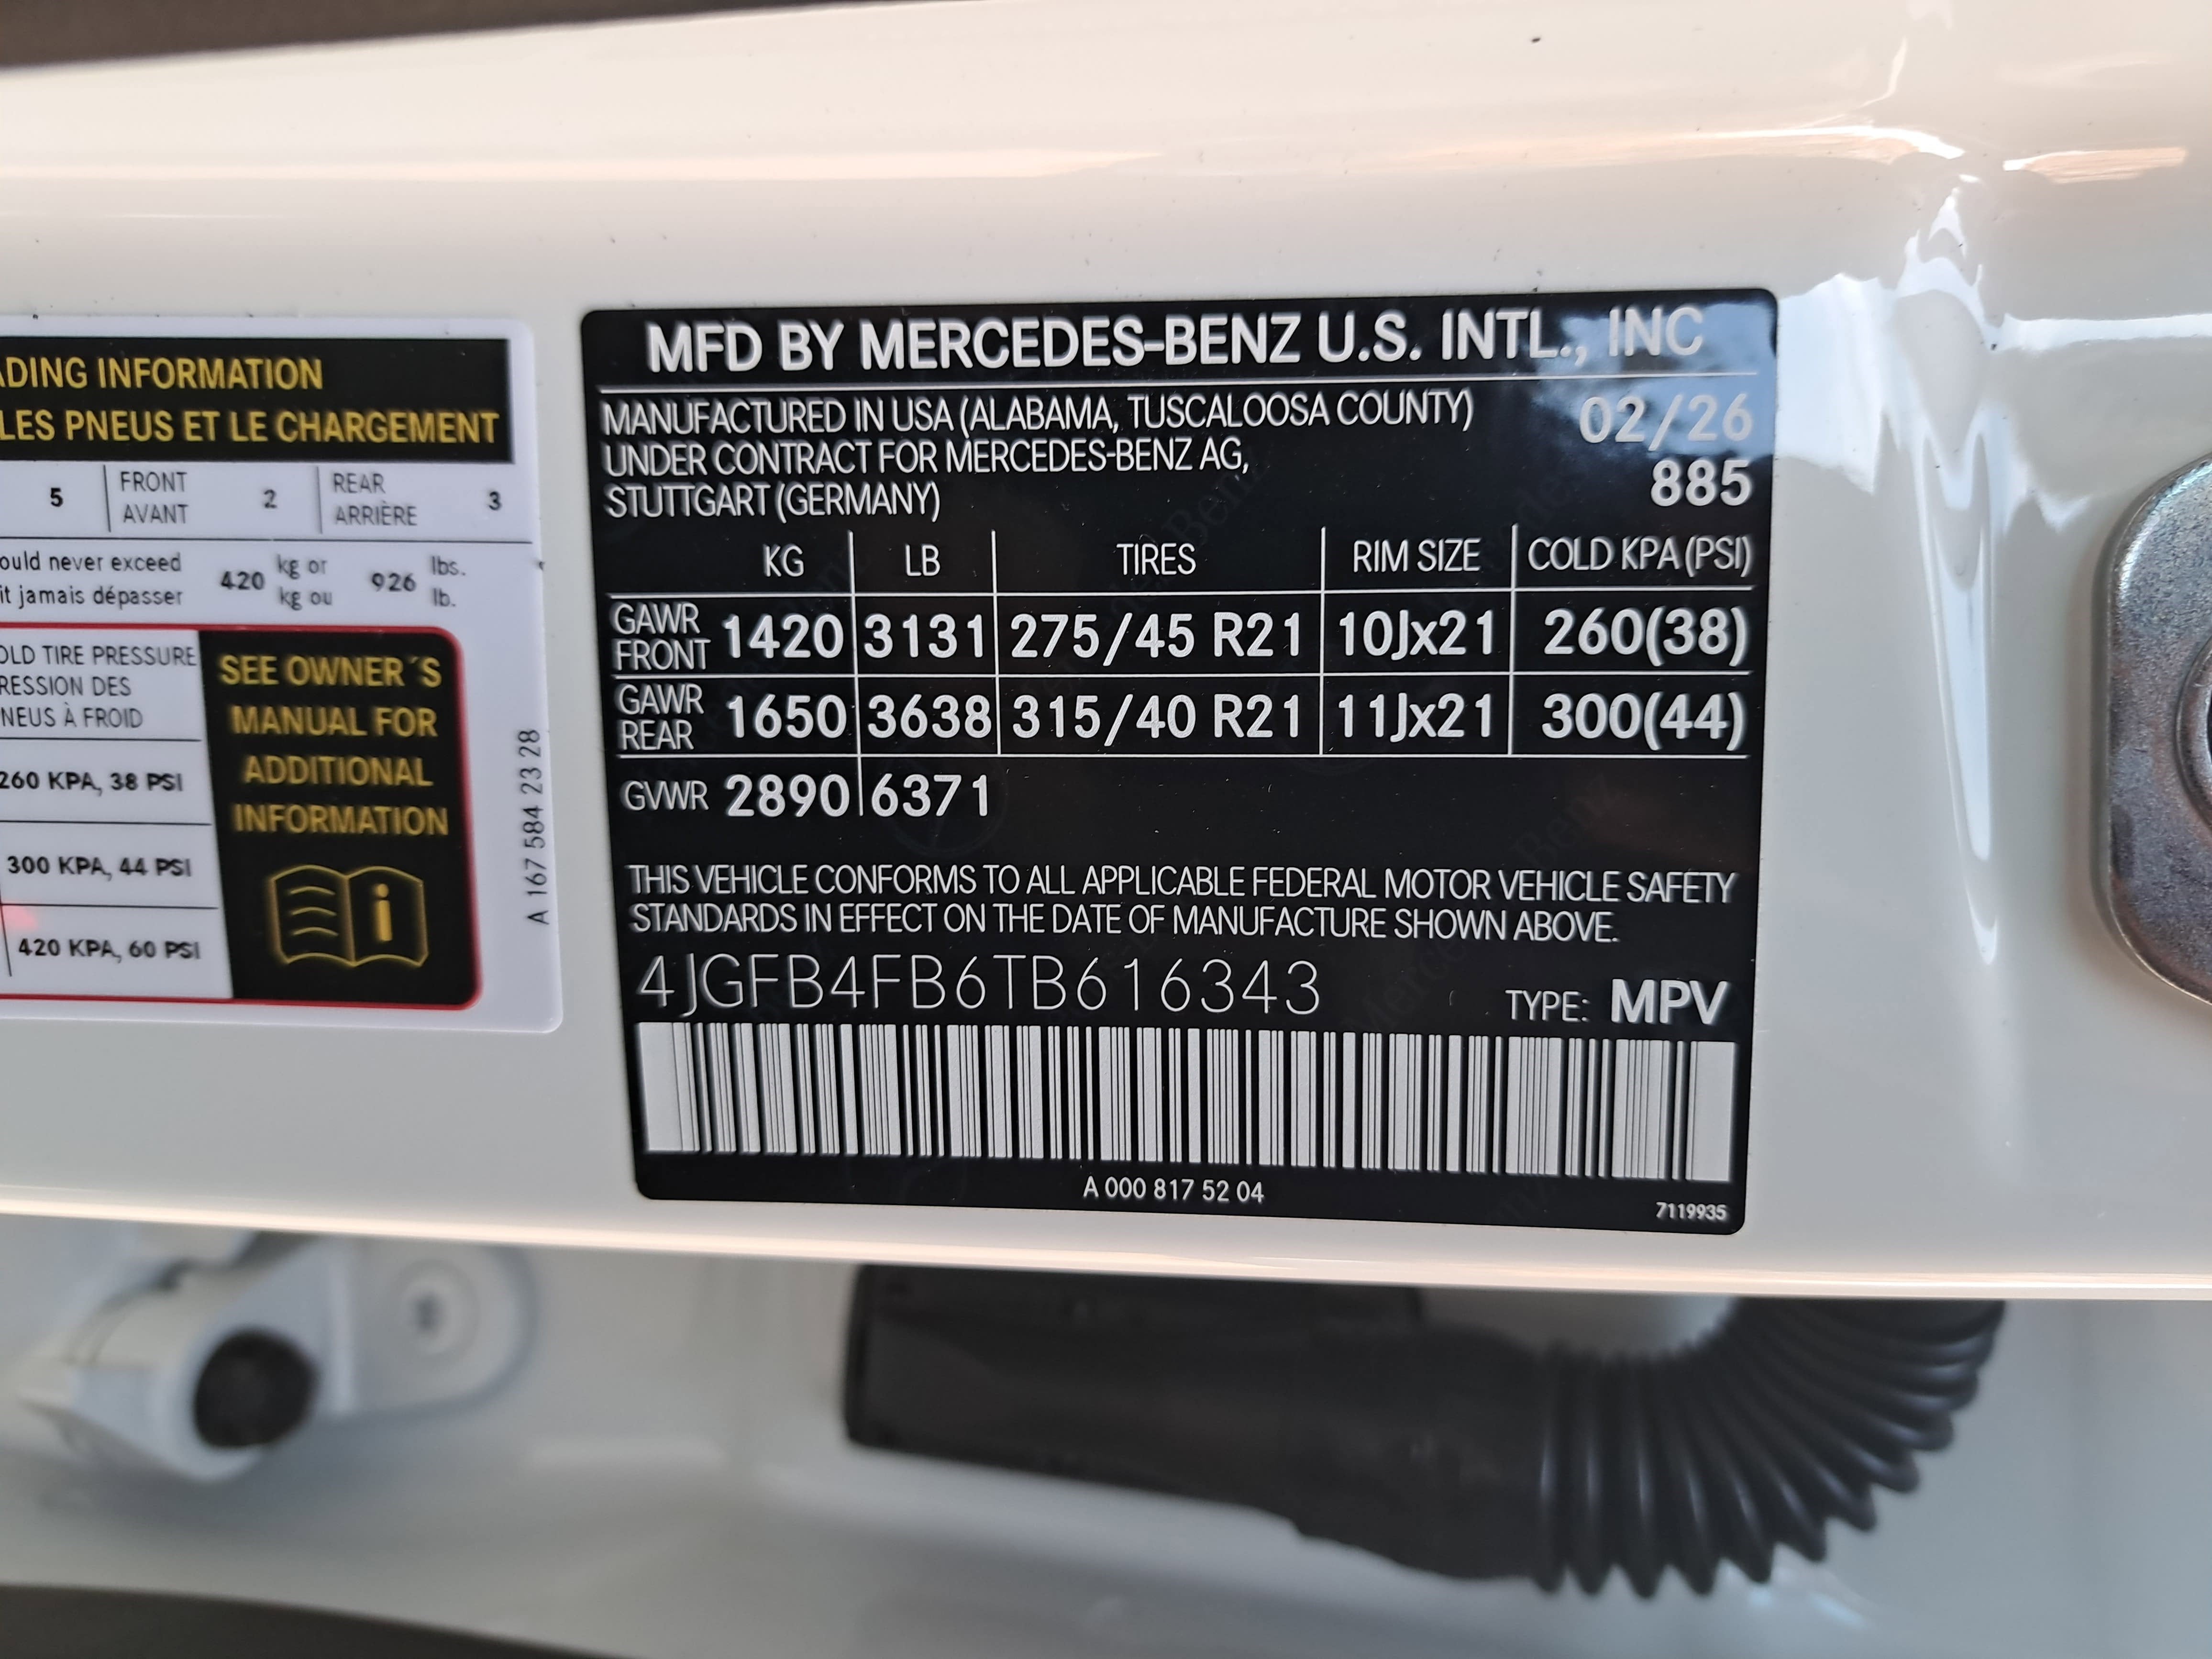 ADING INFORMATION
LES PNEUS ET LE CHARGEMENT
5 FRONT AVANT 2 REAR ARRIÈRE 3
ould never exceed 420 kg or 926 lbs.
it jamais dépasser kg ou lb.
OLD TIRE PRESSURE
RESSION DES
NEUS À FROID
260 KPA, 38 PSI
300 KPA, 44 PSI
420 KPA, 60 PSI
SEE OWNER´S
MANUAL FOR
ADDITIONAL
INFORMATION
A 167 584 23 28
MFD BY MERCEDES-BENZ U.S. INTL., INC
MANUFACTURED IN USA (ALABAMA, TUSCALOOSA COUNTY) 02/26
UNDER CONTRACT FOR MERCEDES-BENZ AG, 885
STUTTGART (GERMANY)
KG LB TIRES RIM SIZE COLD KPA (PSI)
GAWR FRONT 1420 3131 275/45 R21 10Jx21 260(38)
GAWR REAR 1650 3638 315/40 R21 11Jx21 300(44)
GVWR 2890 6371
THIS VEHICLE CONFORMS TO ALL APPLICABLE FEDERAL MOTOR VEHICLE SAFETY
STANDARDS IN EFFECT ON THE DATE OF MANUFACTURE SHOWN ABOVE.
4JGFB4FB6TB616343 TYPE: MPV
A 000 817 52 04
7119935